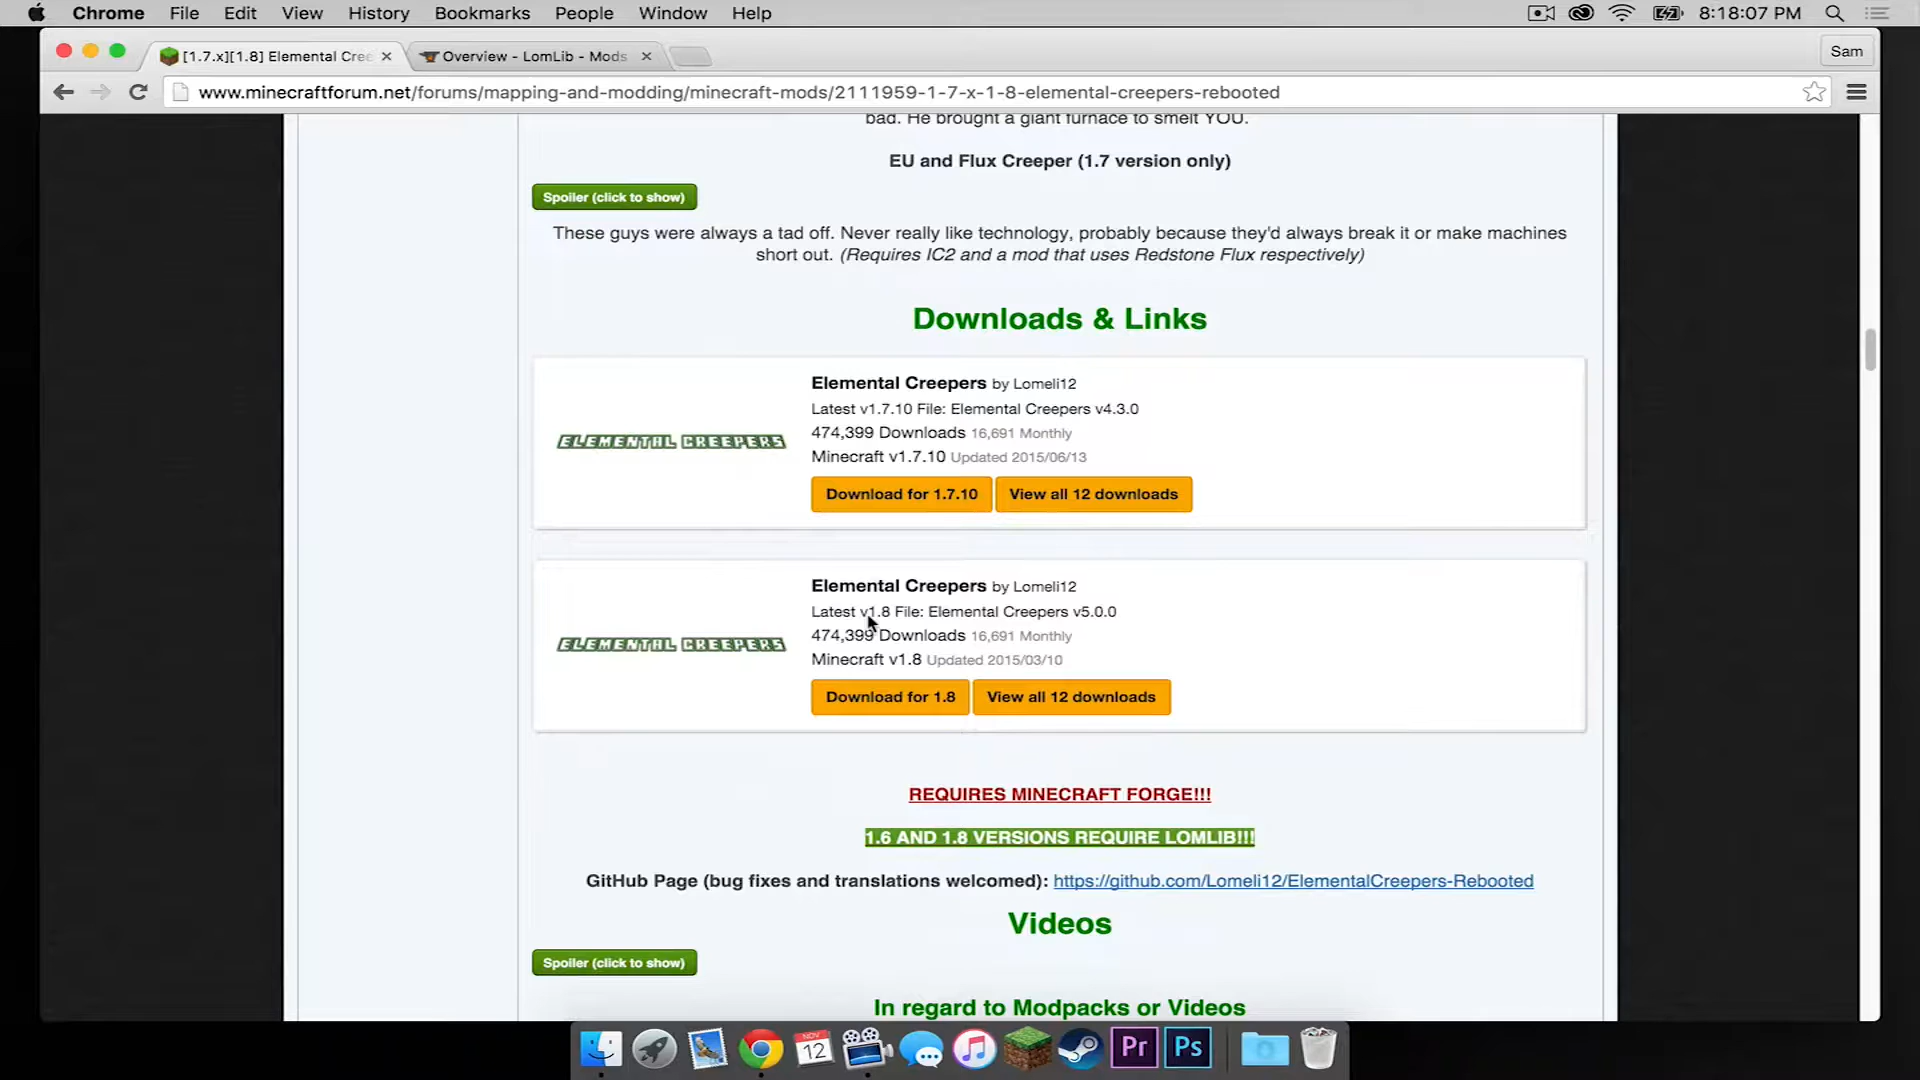 Chrome File Edit View History Bookmarks People Window Help 8:18:07 PM
[1.7.x][1.8] Elemental Cree Overview - LomLib - Mods Sam
www.minecraftforum.net/forums/mapping-and-modding/minecraft-mods/2111959-1-7-x-1-8-elemental-creepers-rebooted
bad. He brought a giant furnace to smelt YOU.
EU and Flux Creeper (1.7 version only)
Spoiler (click to show)
These guys were always a tad off. Never really like technology, probably because they'd always break it or make machines
short out. (Requires IC2 and a mod that uses Redstone Flux respectively)
Downloads & Links
ELEMENTAL CREEPERS
Elemental Creepers by Lomeli12
Latest v1.7.10 File: Elemental Creepers v4.3.0
474,399 Downloads 16,691 Monthly
Minecraft v1.7.10 Updated 2015/06/13
Download for 1.7.10 View all 12 downloads
ELEMENTAL CREEPERS
Elemental Creepers by Lomeli12
Latest v1.8 File: Elemental Creepers v5.0.0
474,399 Downloads 16,691 Monthly
Minecraft v1.8 Updated 2015/03/10
Download for 1.8 View all 12 downloads
REQUIRES MINECRAFT FORGE!!!
1.6 AND 1.8 VERSIONS REQUIRE LOMLIB!!!
GitHub Page (bug fixes and translations welcomed): https://github.com/Lomeli12/ElementalCreepers-Rebooted
Videos
Spoiler (click to show)
In regard to Modpacks or Videos
NOV
12
Pr Ps